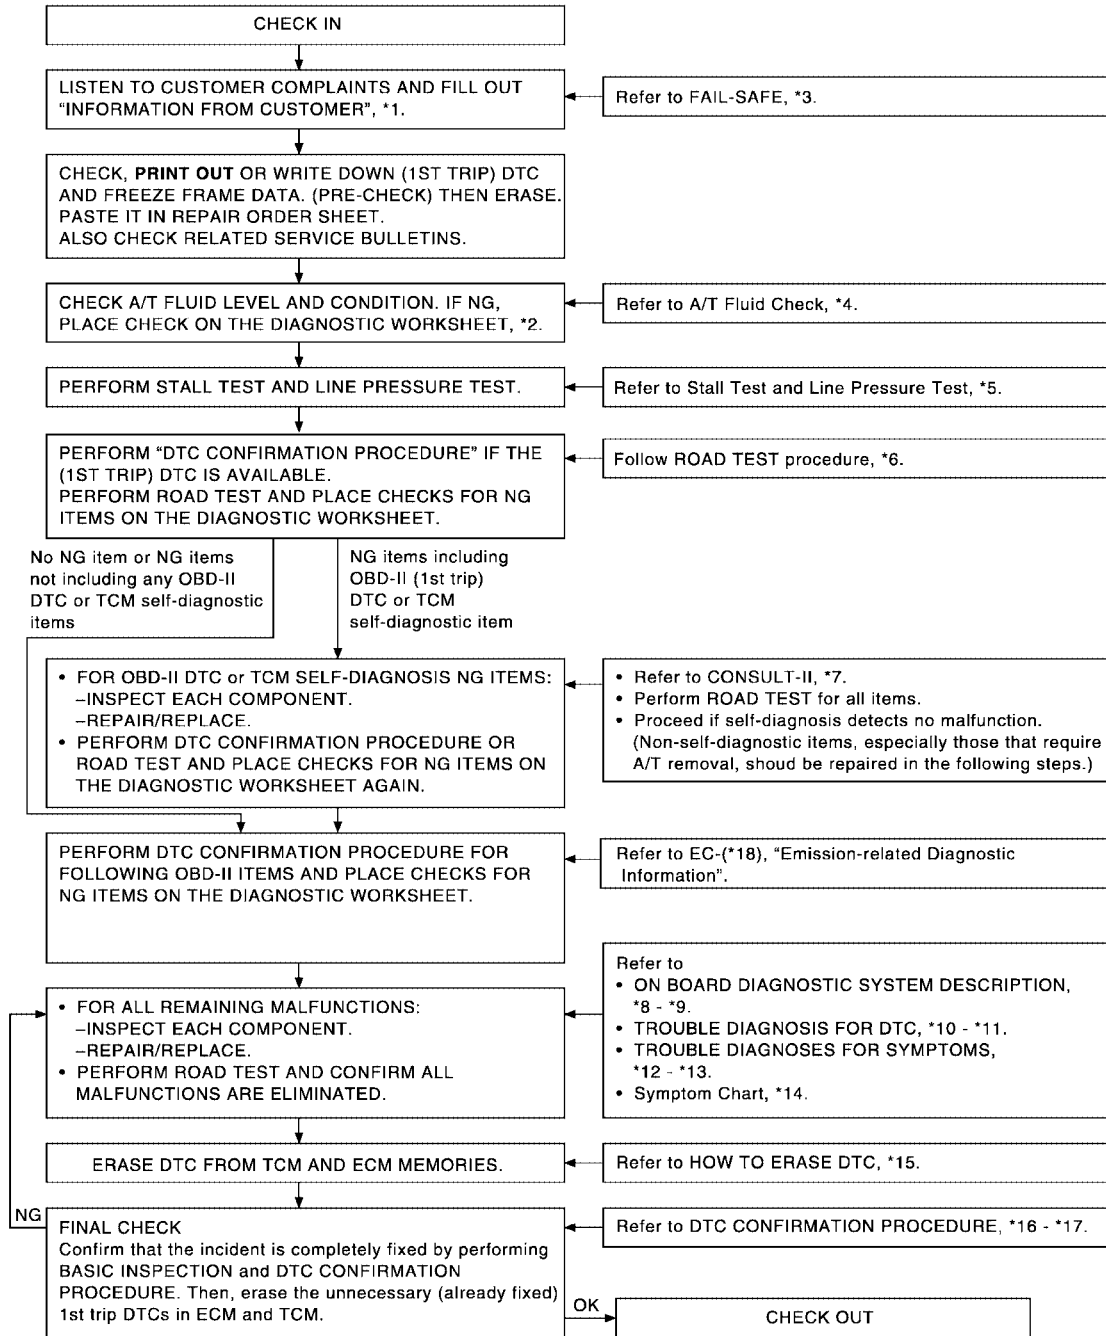 CHECK IN
LISTEN TO CUSTOMER COMPLAINTS AND FILL OUT
“INFORMATION FROM CUSTOMER”, *1.
Refer to FAIL-SAFE, *3.
CHECK, PRINT OUT OR WRITE DOWN (1ST TRIP) DTC
AND FREEZE FRAME DATA. (PRE-CHECK) THEN ERASE.
PASTE IT IN REPAIR ORDER SHEET.
ALSO CHECK RELATED SERVICE BULLETINS.
CHECK A/T FLUID LEVEL AND CONDITION. IF NG,
PLACE CHECK ON THE DIAGNOSTIC WORKSHEET, *2.
Refer to A/T Fluid Check, *4.
PERFORM STALL TEST AND LINE PRESSURE TEST.
Refer to Stall Test and Line Pressure Test, *5.
PERFORM “DTC CONFIRMATION PROCEDURE” IF THE
(1ST TRIP) DTC IS AVAILABLE.
PERFORM ROAD TEST AND PLACE CHECKS FOR NG
ITEMS ON THE DIAGNOSTIC WORKSHEET.
Follow ROAD TEST procedure, *6.
No NG item or NG items
not including any OBD-II
DTC or TCM self-diagnostic
items
NG items including
OBD-II (1st trip)
DTC or TCM
self-diagnostic item
• FOR OBD-II DTC or TCM SELF-DIAGNOSIS NG ITEMS:
–INSPECT EACH COMPONENT.
–REPAIR/REPLACE.
• PERFORM DTC CONFIRMATION PROCEDURE OR
ROAD TEST AND PLACE CHECKS FOR NG ITEMS ON
THE DIAGNOSTIC WORKSHEET AGAIN.
• Refer to CONSULT-II, *7.
• Perform ROAD TEST for all items.
• Proceed if self-diagnosis detects no malfunction.
(Non-self-diagnostic items, especially those that require
A/T removal, shoud be repaired in the following steps.)
PERFORM DTC CONFIRMATION PROCEDURE FOR
FOLLOWING OBD-II ITEMS AND PLACE CHECKS FOR
NG ITEMS ON THE DIAGNOSTIC WORKSHEET.
Refer to EC-(*18), “Emission-related Diagnostic
Information”.
• FOR ALL REMAINING MALFUNCTIONS:
–INSPECT EACH COMPONENT.
–REPAIR/REPLACE.
• PERFORM ROAD TEST AND CONFIRM ALL
MALFUNCTIONS ARE ELIMINATED.
Refer to
• ON BOARD DIAGNOSTIC SYSTEM DESCRIPTION,
*8 - *9.
• TROUBLE DIAGNOSIS FOR DTC, *10 - *11.
• TROUBLE DIAGNOSES FOR SYMPTOMS,
*12 - *13.
• Symptom Chart, *14.
ERASE DTC FROM TCM AND ECM MEMORIES.
Refer to HOW TO ERASE DTC, *15.
NG
FINAL CHECK
Confirm that the incident is completely fixed by performing
BASIC INSPECTION and DTC CONFIRMATION
PROCEDURE. Then, erase the unnecessary (already fixed)
1st trip DTCs in ECM and TCM.
Refer to DTC CONFIRMATION PROCEDURE, *16 - *17.
OK
CHECK OUT